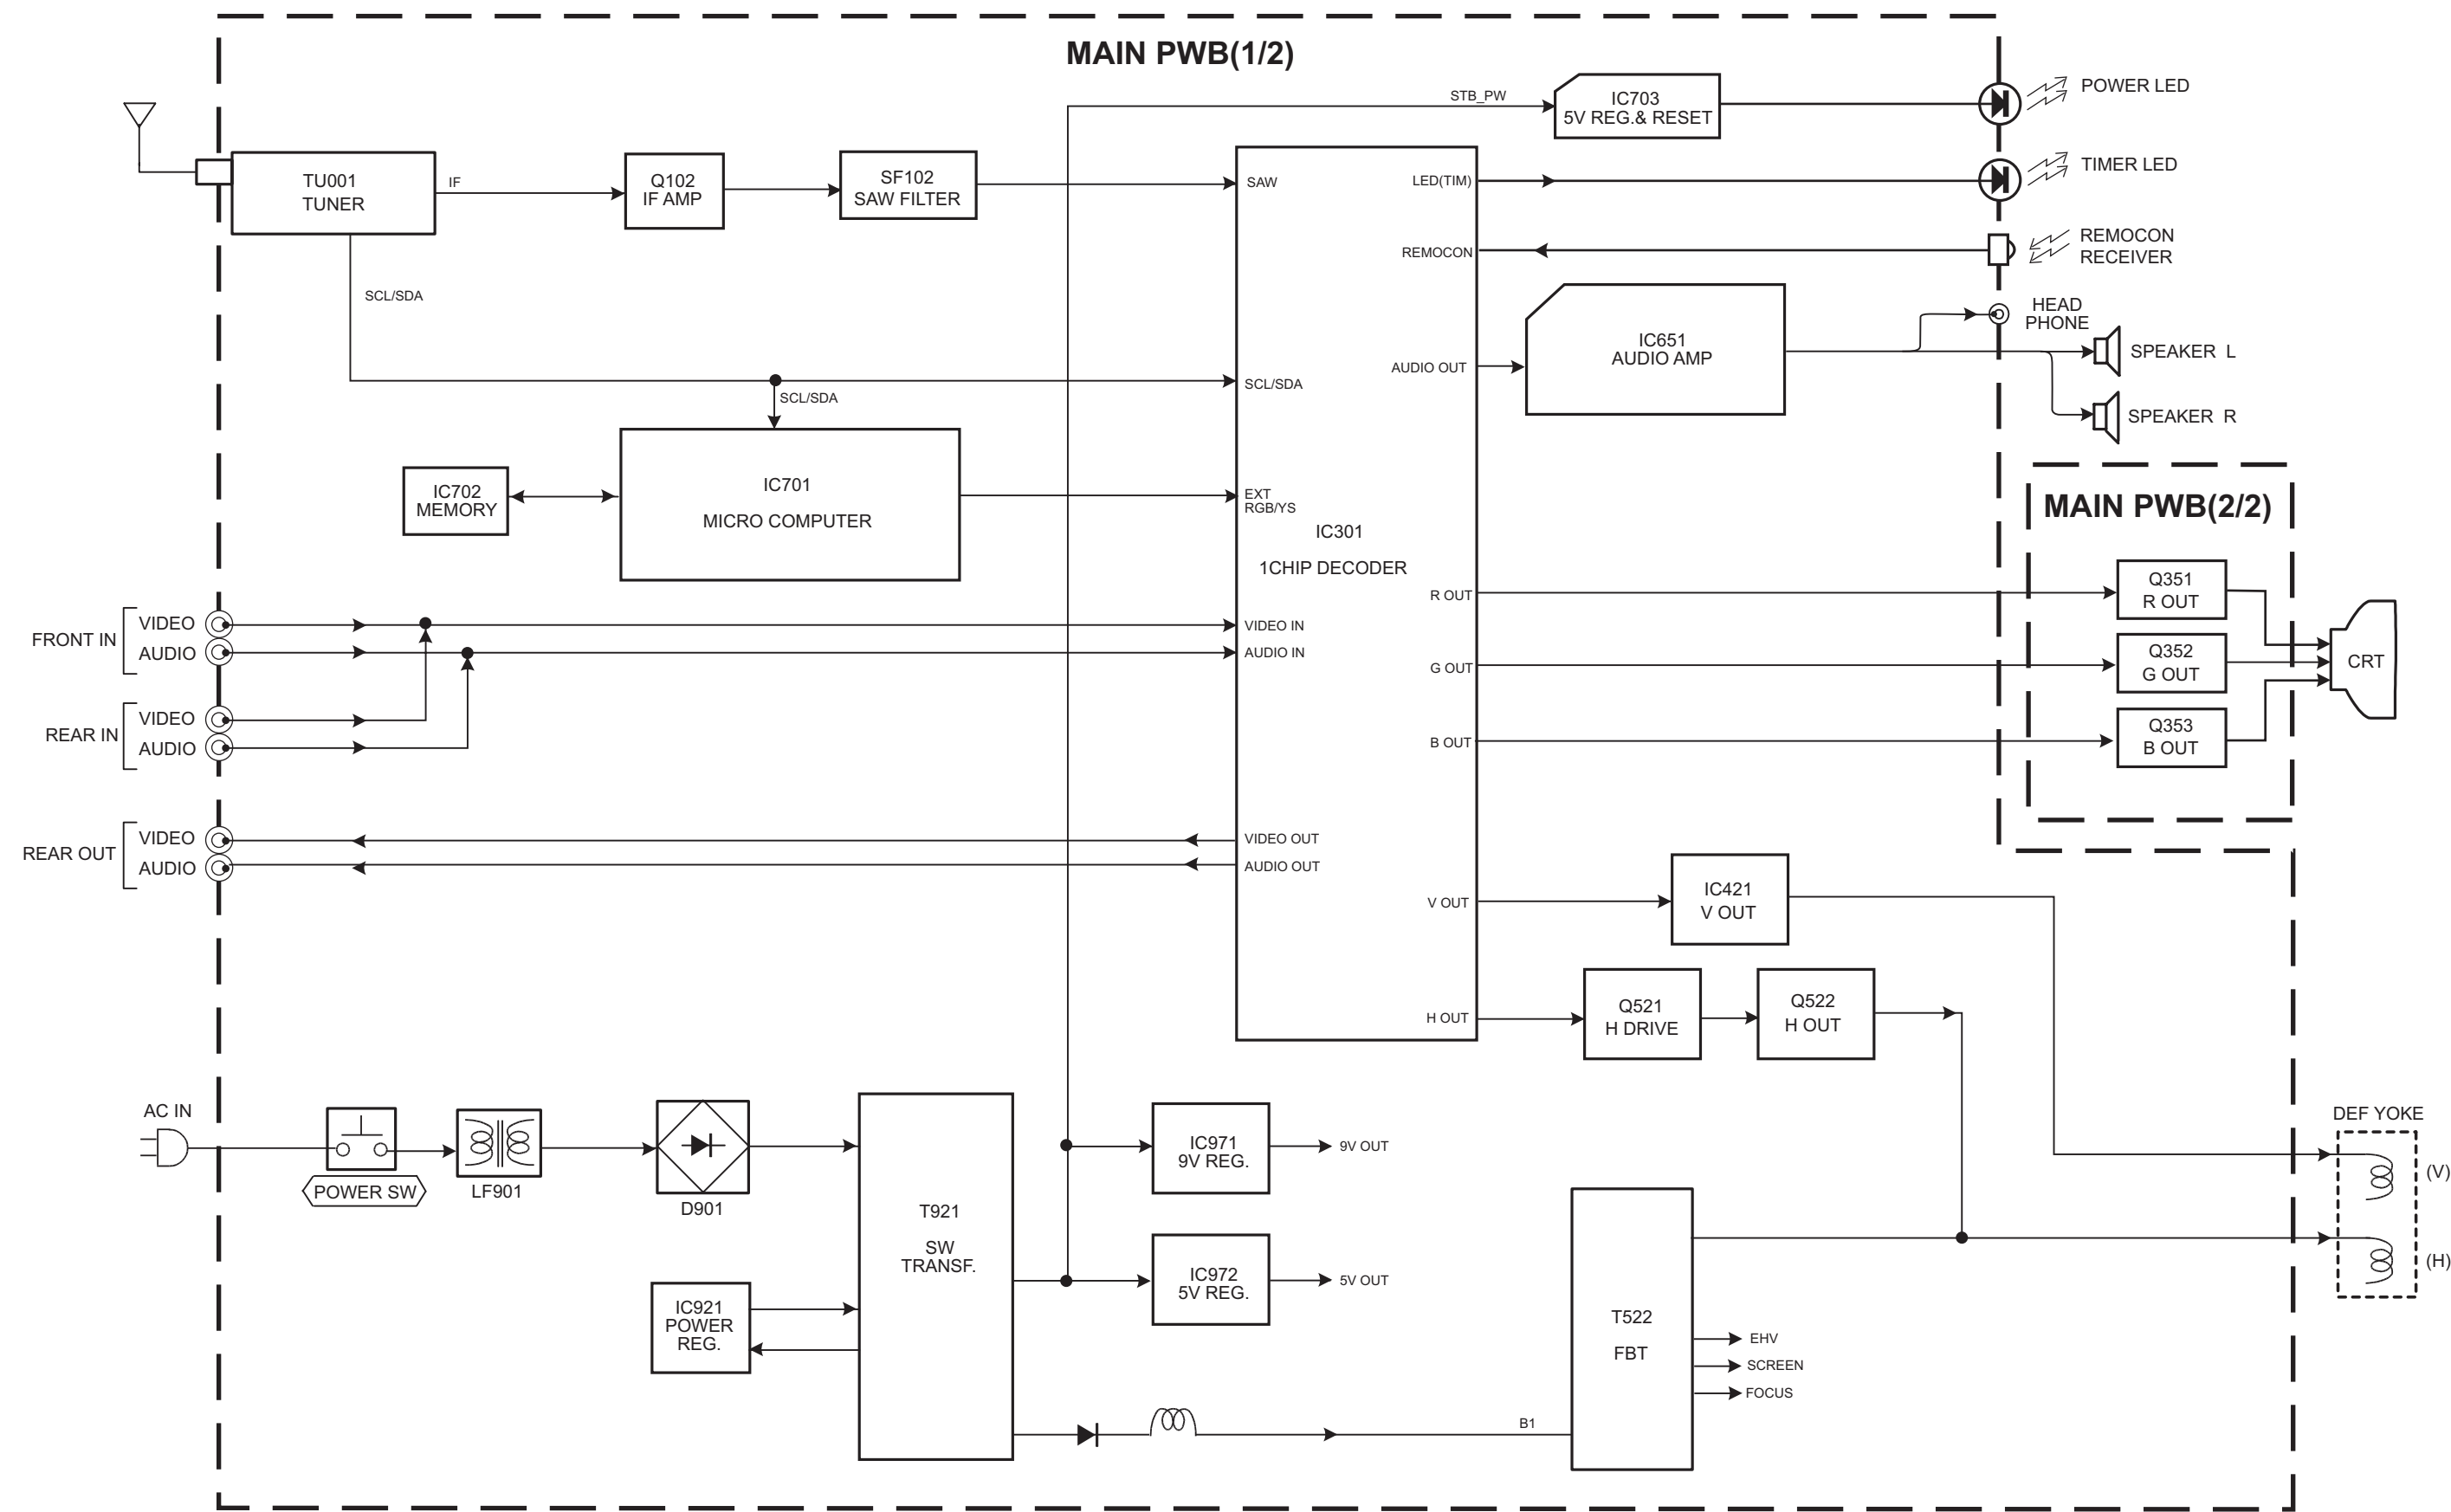 MAIN PWB(1/2)
STB_PW
IC703
5V REG.& RESET
POWER LED
TU001
TUNER
IF
Q102
IF AMP
SF102
SAW FILTER
SAW
LED(TIM)
TIMER LED
REMOCON
REMOCON
RECEIVER
SCL/SDA
HEAD
PHONE
IC651
AUDIO AMP
SPEAKER L
AUDIO OUT
SCL/SDA
SCL/SDA
SPEAKER R
IC702
MEMORY
IC701
MICRO COMPUTER
EXT
RGB/YS
IC301
1CHIP DECODER
MAIN PWB(2/2)
R OUT
Q351
R OUT
FRONT IN
VIDEO
AUDIO
VIDEO IN
AUDIO IN
G OUT
Q352
G OUT
CRT
REAR IN
VIDEO
AUDIO
B OUT
Q353
B OUT
REAR OUT
VIDEO
AUDIO
VIDEO OUT
AUDIO OUT
V OUT
IC421
V OUT
H OUT
Q521
H DRIVE
Q522
H OUT
AC IN
POWER SW
LF901
D901
T921
SW
TRANSF.
IC971
9V REG.
9V OUT
DEF YOKE
(V)
(H)
IC972
5V REG.
5V OUT
IC921
POWER
REG.
T522
FBT
EHV
SCREEN
FOCUS
B1